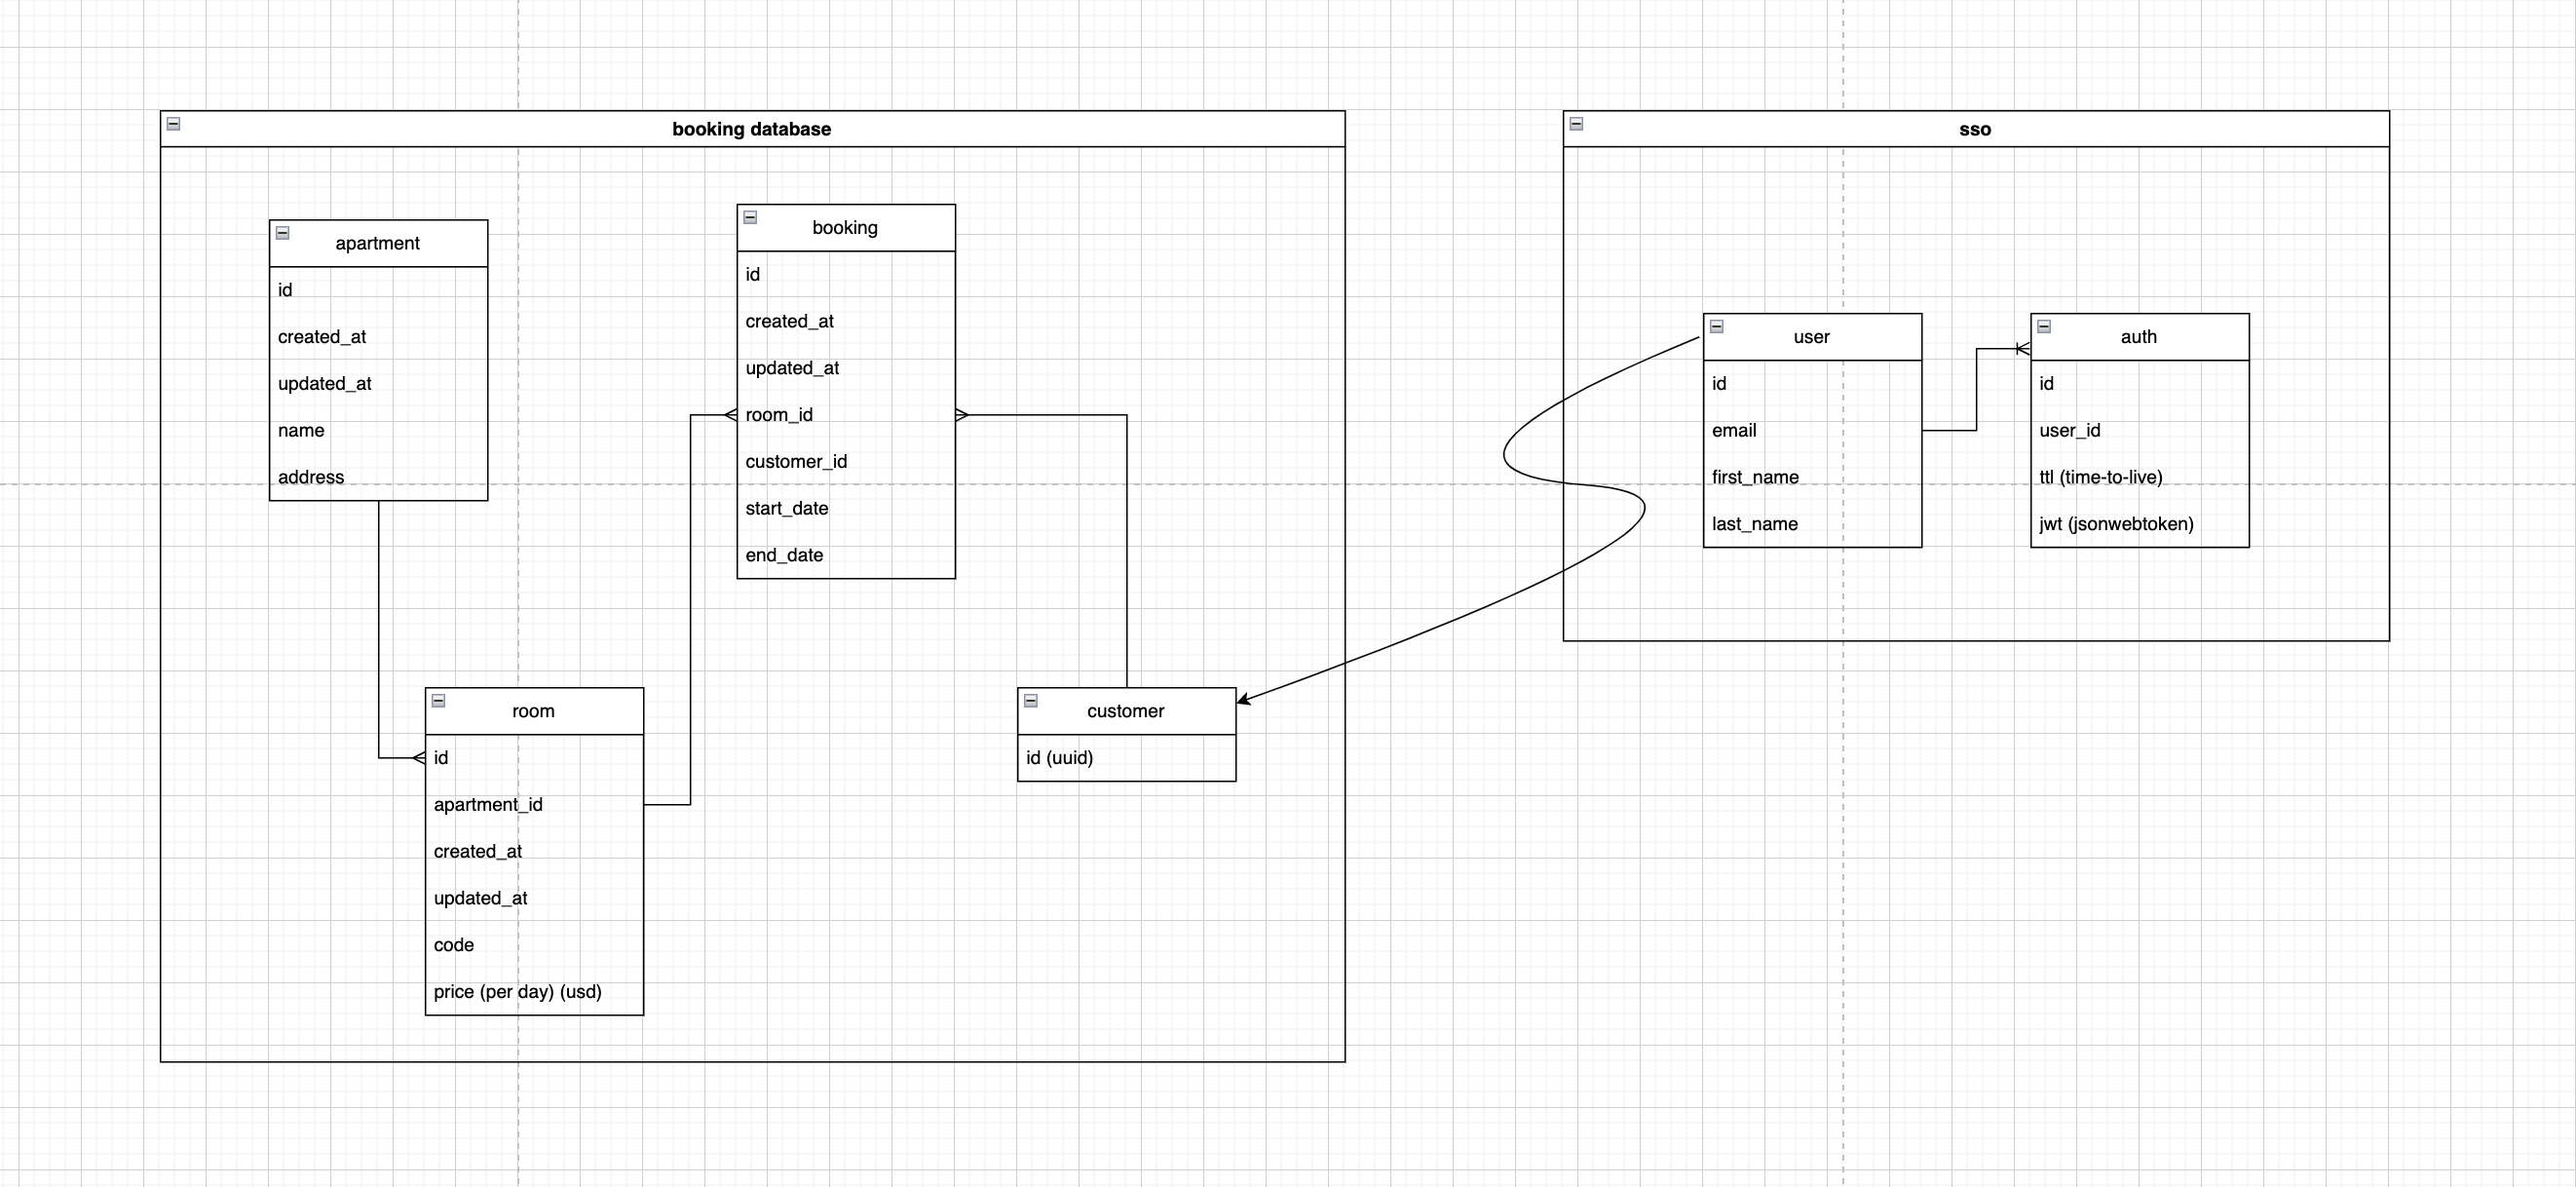 booking database
apartment
id
created_at
updated_at
name
address
booking
id
created_at
updated_at
room_id
customer_id
start_date
end_date
room
id
apartment_id
created_at
updated_at
code
price (per day) (usd)
customer
id (uuid)
sso
user
id
email
first_name
last_name
auth
id
user_id
ttl (time-to-live)
jwt (jsonwebtoken)